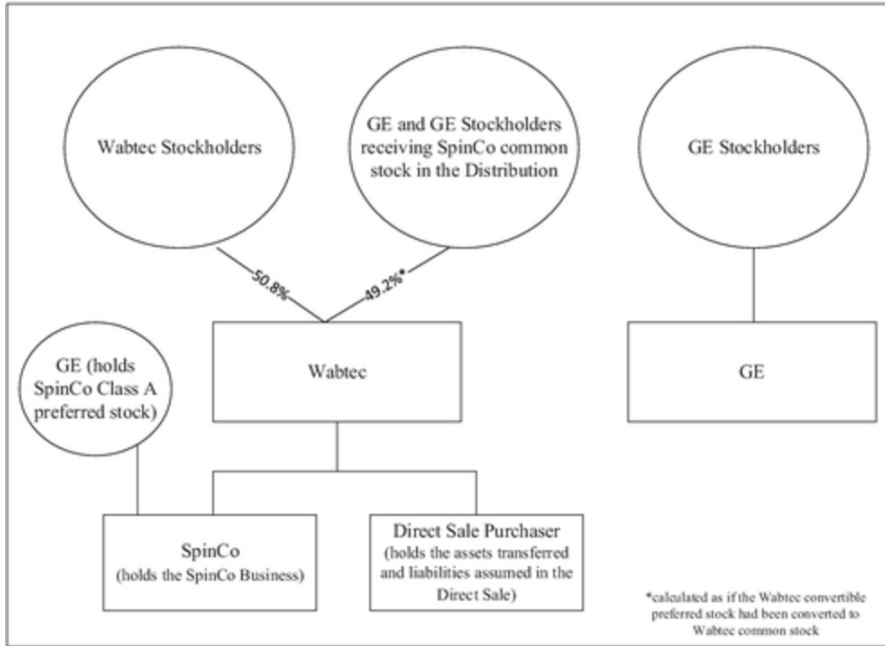 Wabtec Stockholders
GE and GE Stockholders
receiving SpinCo common
stock in the Distribution
GE Stockholders
50.8%
49.2%*
GE (holds
SpinCo Class A
preferred stock)
Wabtec
GE
SpinCo
(holds the SpinCo Business)
Direct Sale Purchaser
(holds the assets transferred
and liabilities assumed in the
Direct Sale)
*calculated as if the Wabtec convertible
preferred stock had been converted to
Wabtec common stock